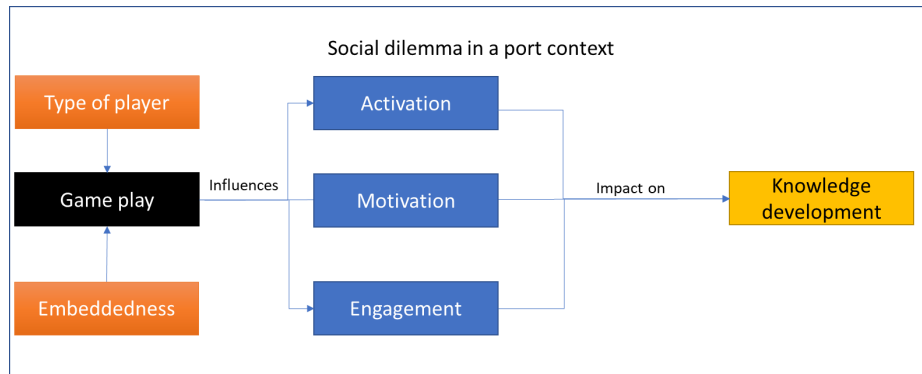 Social dilemma in a port context
Type of player
Activation
Influences
Game play
Motivation
Impact on
Knowledge
development
Embeddedness
Engagement